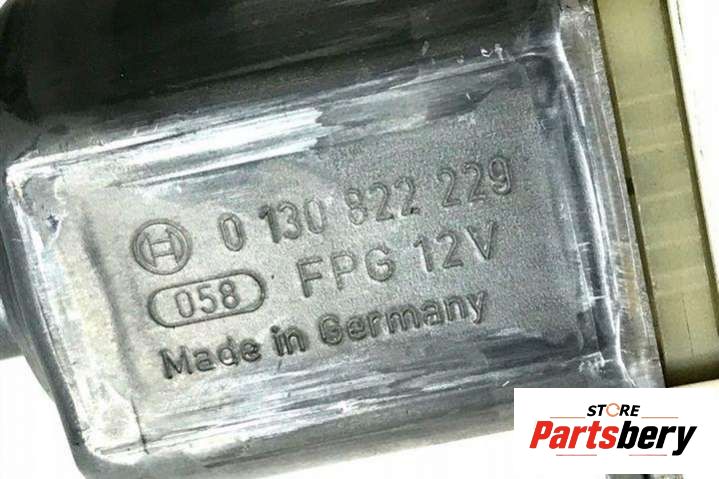 0 130 822 229
058 FPG 12V
Made in Germany
STORE
Partsbery